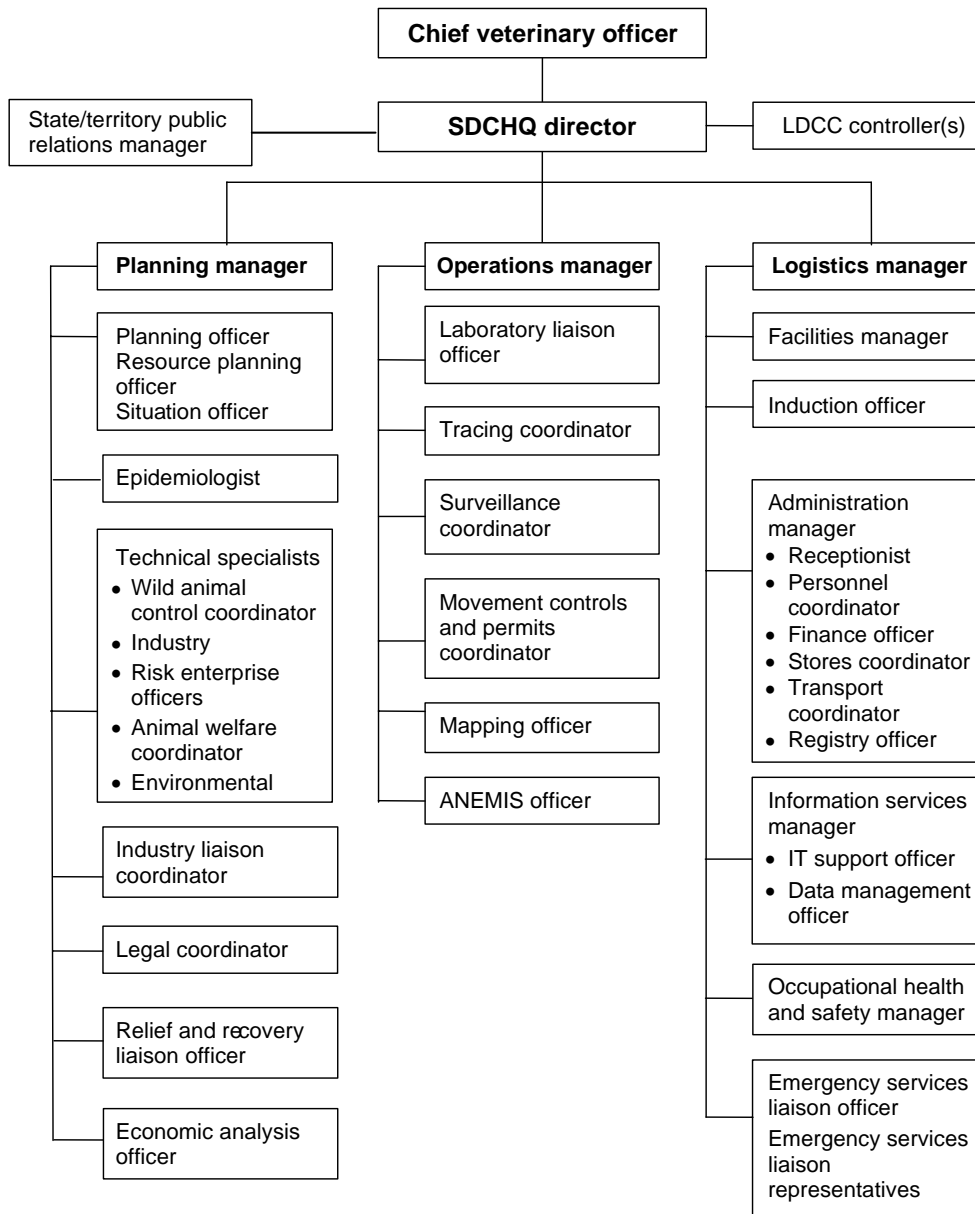 Chief veterinary officer
State/territory public
relations manager
SDCHQ director
LDCC controller(s)
Planning manager
Planning officer
Resource planning
officer
Situation officer
Epidemiologist
Technical specialists
• Wild animal
control coordinator
• Industry
• Risk enterprise
officers
• Animal welfare
coordinator
• Environmental
Industry liaison
coordinator
Legal coordinator
Relief and recovery
liaison officer
Economic analysis
officer
Operations manager
Laboratory liaison
officer
Tracing coordinator
Surveillance
coordinator
Movement controls
and permits
coordinator
Mapping officer
ANEMIS officer
Logistics manager
Facilities manager
Induction officer
Administration
manager
• Receptionist
• Personnel
coordinator
• Finance officer
• Stores coordinator
• Transport
coordinator
• Registry officer
Information services
manager
• IT support officer
• Data management
officer
Occupational health
and safety manager
Emergency services
liaison officer
Emergency services
liaison
representatives